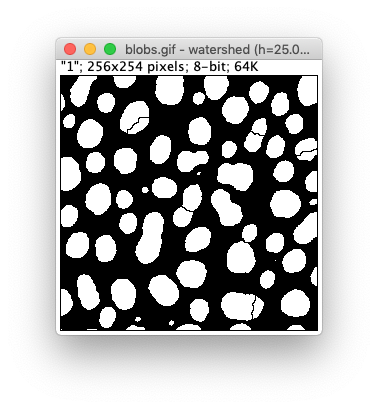 blobs.gif - watershed (h=25.0...
"1"; 256x254 pixels; 8-bit; 64K